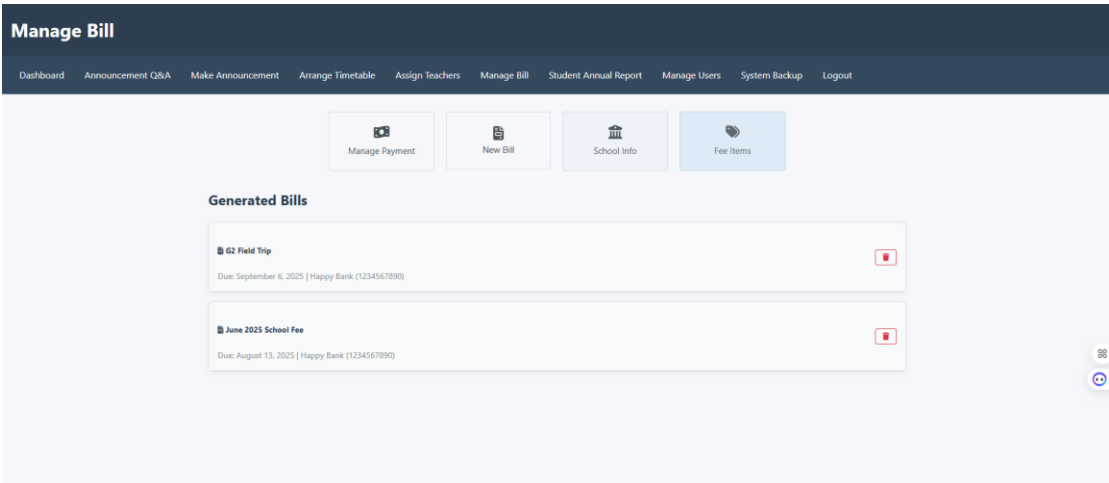 Manage Bill
Dashboard Announcement Q&A Make Announcement Arrange Timetable Assign Teachers Manage Bill Student Annual Report Manage Users System Backup Logout
Manage Payment New Bill School Info Fee Items
Generated Bills
G2 Field Trip
Due: September 6, 2025 | Happy Bank (1234567890)
June 2025 School Fee
Due: August 13, 2025 | Happy Bank (1234567890)